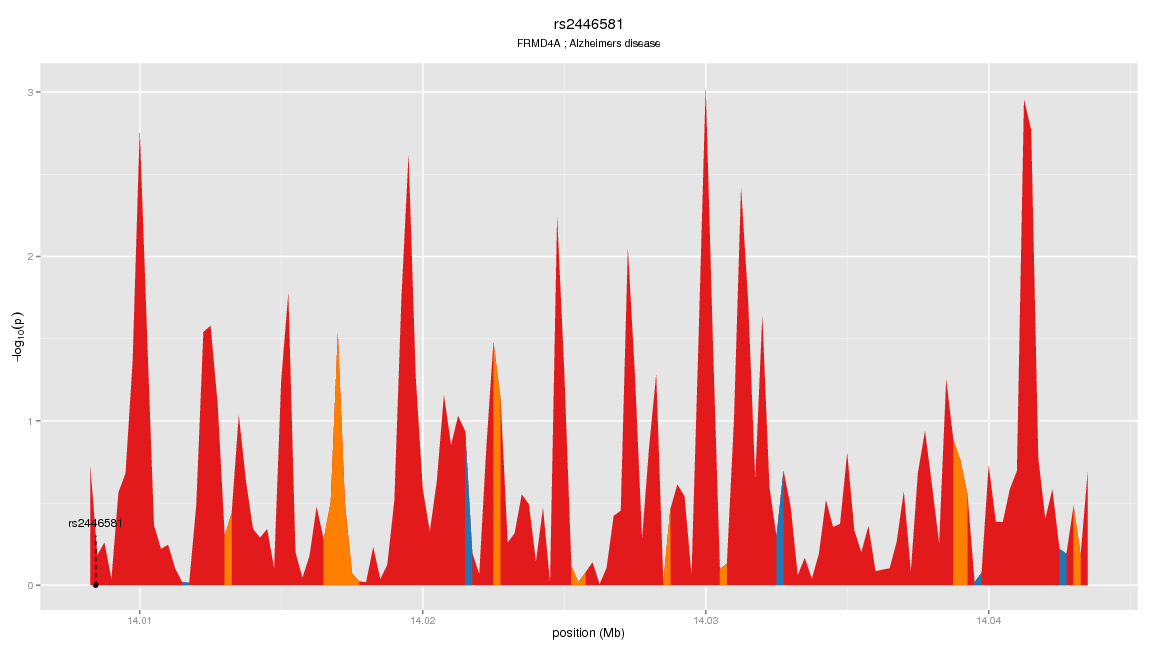 rs2446581
FRMD4A ; Alzheimers disease
3
2
1
0
−log10(p)
rs2446581
14.01 14.02 14.03 14.04
position (Mb)